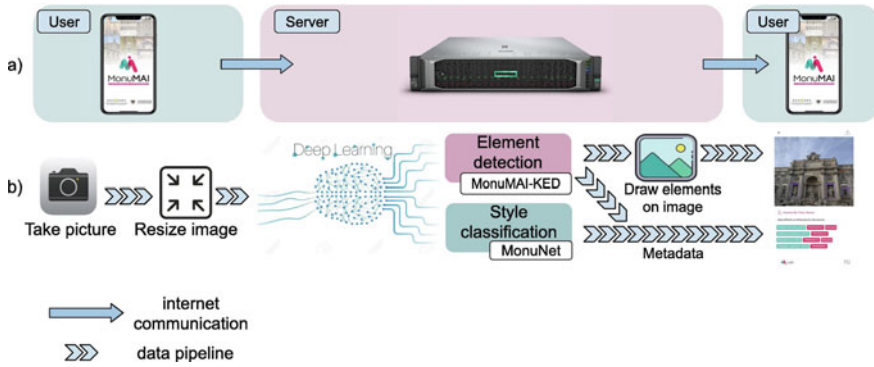 User
Server
User
a)
MonuMAI
MonuMAI
b)
Deep Learning
Element
detection
MonuMAI-KED
Draw elements
on image
Take picture
Resize image
Style
classification
MonuNet
Metadata
internet
communication
data pipeline